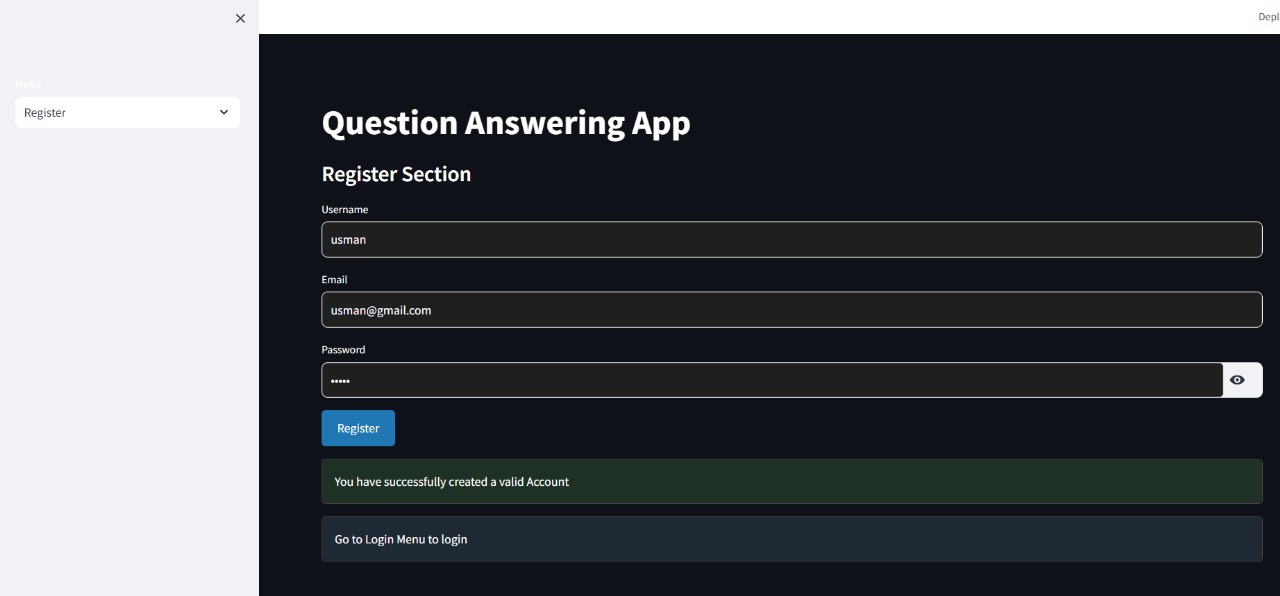 Depl
Menu
Register
Question Answering App
Register Section
Username
usman
Email
usman@gmail.com
Password
•••••
Register
You have successfully created a valid Account
Go to Login Menu to login